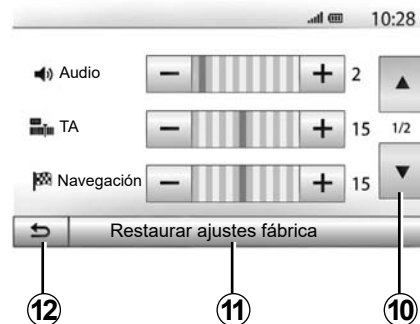 10:28
Audio − + 2
TA − + 15 1/2
Navegación − + 15
Restaurar ajustes fábrica
12 11 10